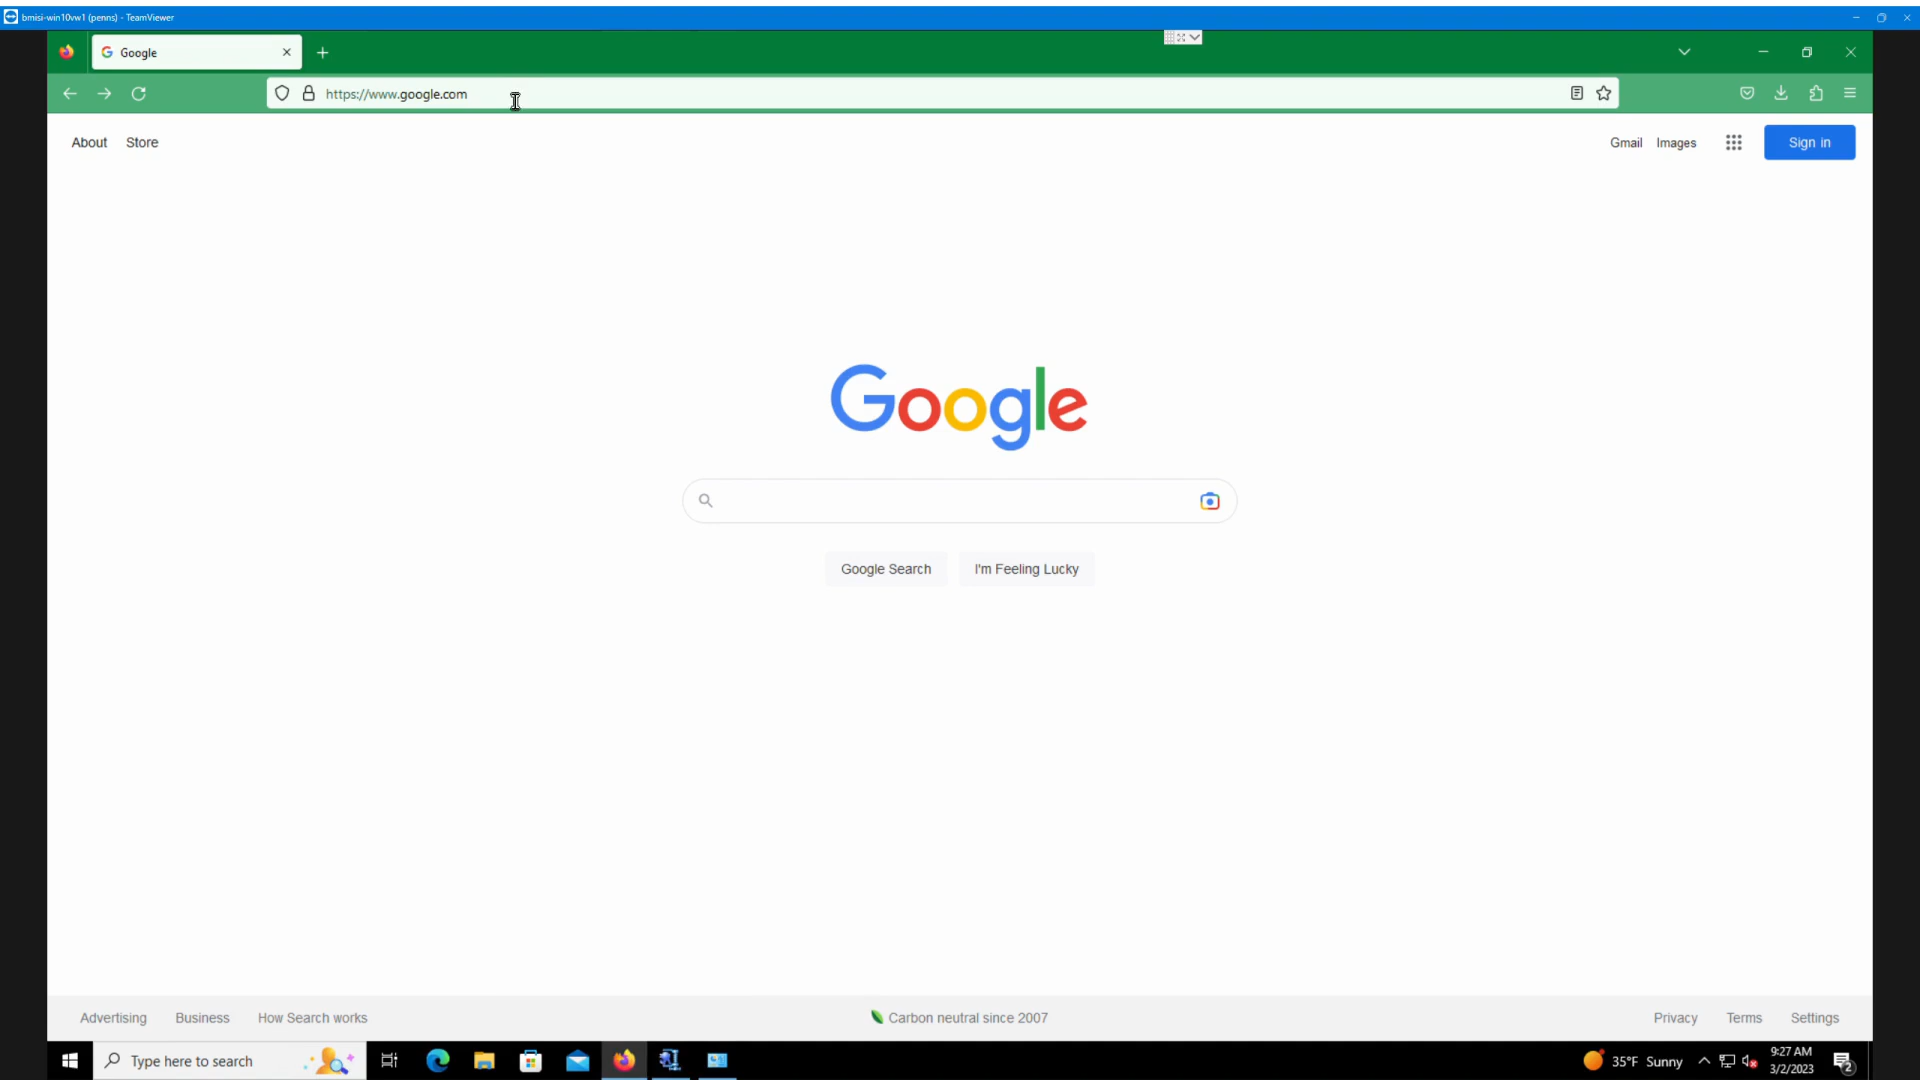 bmisi-win10vw1 (penns) - TeamViewer
Google
https://www.google.com
About Store
Gmail Images Sign in
Google
Google Search I'm Feeling Lucky
Advertising Business How Search works
Carbon neutral since 2007
Privacy Terms Settings
Type here to search
35°F Sunny
9:27 AM
3/2/2023
2